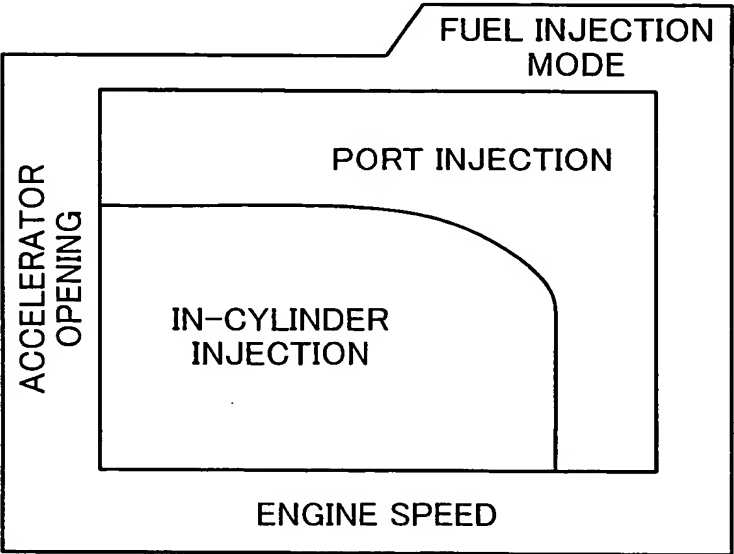 FUEL INJECTION
MODE
PORT INJECTION
ACCELERATOR
OPENING
IN-CYLINDER
INJECTION
ENGINE SPEED